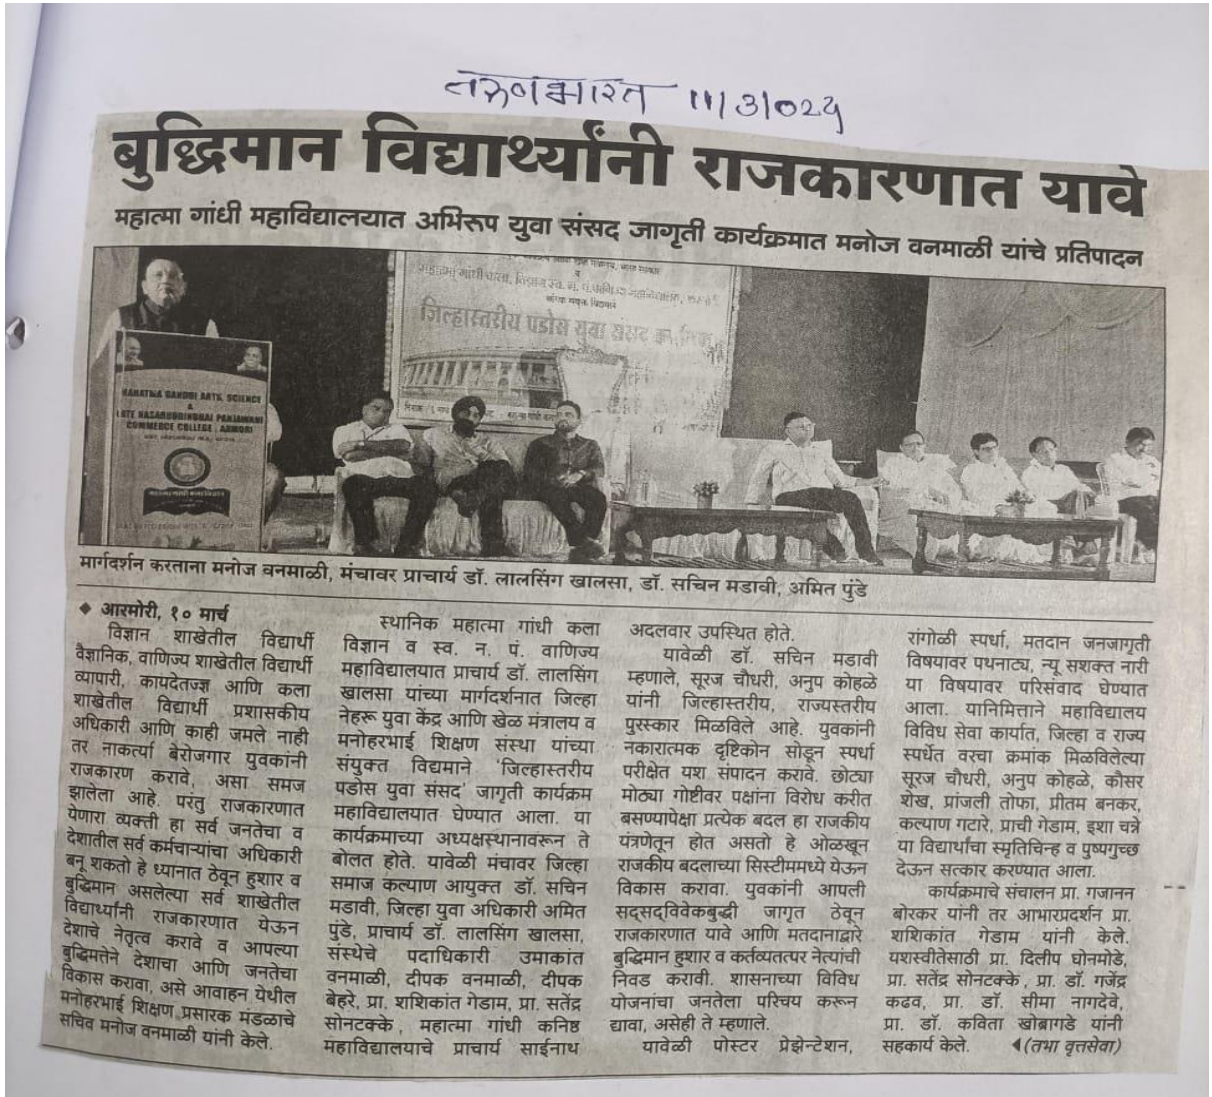 तरुणभारत 11/3/024
बुद्धिमान विद्यार्थ्यांनी राजकारणात यावे
महात्मा गांधी महाविद्यालयात अभिरूप युवा संसद जागृती कार्यक्रमात मनोज वनमाळी यांचे प्रतिपादन
महात्मा गांधी कला, विज्ञान स्व. न. पं.
जिल्हास्तरीय पडोस युवा संसद
MAHATMA GANDHI ARTS, SCIENCE
&
LATE NASARUDDINBHAI PANJAWANI
COMMERCE COLLEGE, ARMORI
मार्गदर्शन करताना मनोज वनमाळी, मंचावर प्राचार्य डॉ. लालसिंग खालसा, डॉ. सचिन मडावी, अमित पुंडे
◆ आरमोरी, १० मार्च
विज्ञान शाखेतील विद्यार्थी
वैज्ञानिक, वाणिज्य शाखेतील विद्यार्थी
व्यापारी, कायदेतज्ज्ञ आणि कला
शाखेतील विद्यार्थी प्रशासकीय
अधिकारी आणि काही जमले नाही
तर नाकर्त्या बेरोजगार युवकांनी
राजकारण करावे, असा समज
झालेला आहे. परंतु राजकारणात
येणारा व्यक्ती हा सर्व जनतेचा व
देशातील सर्व कर्मचाऱ्यांचा अधिकारी
बनू शकतो हे ध्यानात ठेवून हुशार व
बुद्धिमान असलेल्या सर्व शाखेतील
विद्यार्थ्यांनी राजकारणात येऊन
देशाचे नेतृत्व करावे व आपल्या
बुद्धिमतेने देशाचा आणि जनतेचा
विकास करावा, असे आवाहन येथील
मनोहरभाई शिक्षण प्रसारक मंडळाचे
सचिव मनोज वनमाळी यांनी केले.
स्थानिक महात्मा गांधी कला
विज्ञान व स्व. न. पं. वाणिज्य
महाविद्यालयात प्राचार्य डॉ. लालसिंग
खालसा यांच्या मार्गदर्शनात जिल्हा
नेहरू युवा केंद्र आणि खेळ मंत्रालय व
मनोहरभाई शिक्षण संस्था यांच्या
संयुक्त विद्यमाने 'जिल्हास्तरीय
पडोस युवा संसद' जागृती कार्यक्रम
महाविद्यालयात घेण्यात आला. या
कार्यक्रमाच्या अध्यक्षस्थानावरून ते
बोलत होते. यावेळी मंचावर जिल्हा
समाज कल्याण आयुक्त डॉ. सचिन
मडावी, जिल्हा युवा अधिकारी अमित
पुंडे, प्राचार्य डॉ. लालसिंग खालसा,
संस्थेचे पदाधिकारी उमाकांत
वनमाळी, दीपक वनमाळी, दीपक
बेहरे, प्रा. शशिकांत गेडाम, प्रा. सतेंद्र
सोनटक्के, महात्मा गांधी कनिष्ठ
महाविद्यालयाचे प्राचार्य साईनाथ
अदलवार उपस्थित होते.
यावेळी डॉ. सचिन मडावी
म्हणाले, सूरज चौधरी, अनुप कोहळे
यांनी जिल्हास्तरीय, राज्यस्तरीय
पुरस्कार मिळविले आहे. युवकांनी
नकारात्मक दृष्टिकोन सोडून स्पर्धा
परीक्षेत यश संपादन करावे. छोट्या
मोठ्या गोष्टीवर पक्षांना विरोध करीत
बसण्यापेक्षा प्रत्येक बदल हा राजकीय
यंत्रणेतून होत असतो हे ओळखून
राजकीय बदलाच्या सिस्टीममध्ये येऊन
विकास करावा. युवकांनी आपली
सद्सद्विवेकबुद्धी जागृत ठेवून
राजकारणात यावे आणि मतदानाद्वारे
बुद्धिमान हुशार व कर्तव्यतत्पर नेत्यांची
निवड करावी. शासनाच्या विविध
योजनांचा जनतेला परिचय करून
द्यावा, असेही ते म्हणाले.
यावेळी पोस्टर प्रेझेन्टेशन,
रांगोळी स्पर्धा, मतदान जनजागृती
विषयावर पथनाट्य, न्यू सशक्त नारी
या विषयावर परिसंवाद घेण्यात
आला. यानिमित्ताने महाविद्यालय
विविध सेवा कार्यात, जिल्हा व राज्य
स्पर्धेत वरचा क्रमांक मिळविलेल्या
सूरज चौधरी, अनुप कोहळे, कौसर
शेख, प्रांजली तोफा, प्रीतम बनकर,
कल्याण गटारे, प्राची गेडाम, इशा चन्ने
या विद्यार्थांचा स्मृतिचिन्ह व पुष्पगुच्छ
देऊन सत्कार करण्यात आला.
कार्यक्रमाचे संचालन प्रा. गजानन
बोरकर यांनी तर आभारप्रदर्शन प्रा.
शशिकांत गेडाम यांनी केले.
यशस्वीतेसाठी प्रा. दिलीप घोनमोडे,
प्रा. सतेंद्र सोनटक्के, प्रा. डॉ. गजेंद्र
कढव, प्रा. डॉ. सीमा नागदेवे,
प्रा. डॉ. कविता खोब्रागडे यांनी
सहकार्य केले. ◀(तभा वृत्तसेवा)